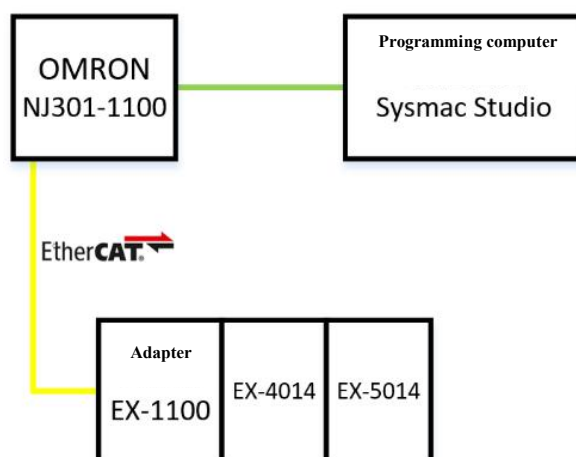 OMRON
NJ301-1100
Programming computer
Sysmac Studio
EtherCAT®
Adapter
EX-1100
EX-4014
EX-5014